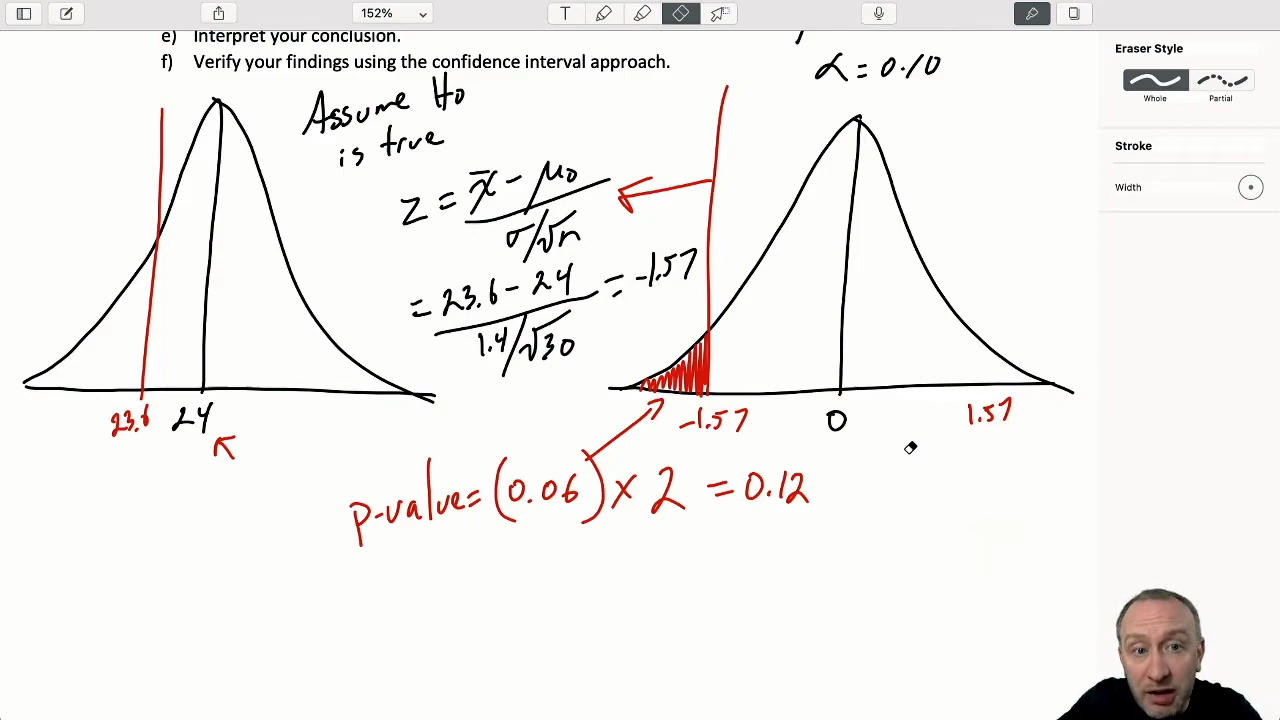 152%
T
e) Interpret your conclusion.
f) Verify your findings using the confidence interval approach.
α = 0.10
Assume H0
is true
z = x̄ - μ0
σ/√n
= 23.6 - 24 = -1.57
1.4/√30
23.6 24
-1.57 0 1.57
p-value = (0.06) x 2 = 0.12
Eraser Style
Whole Partial
Stroke
Width